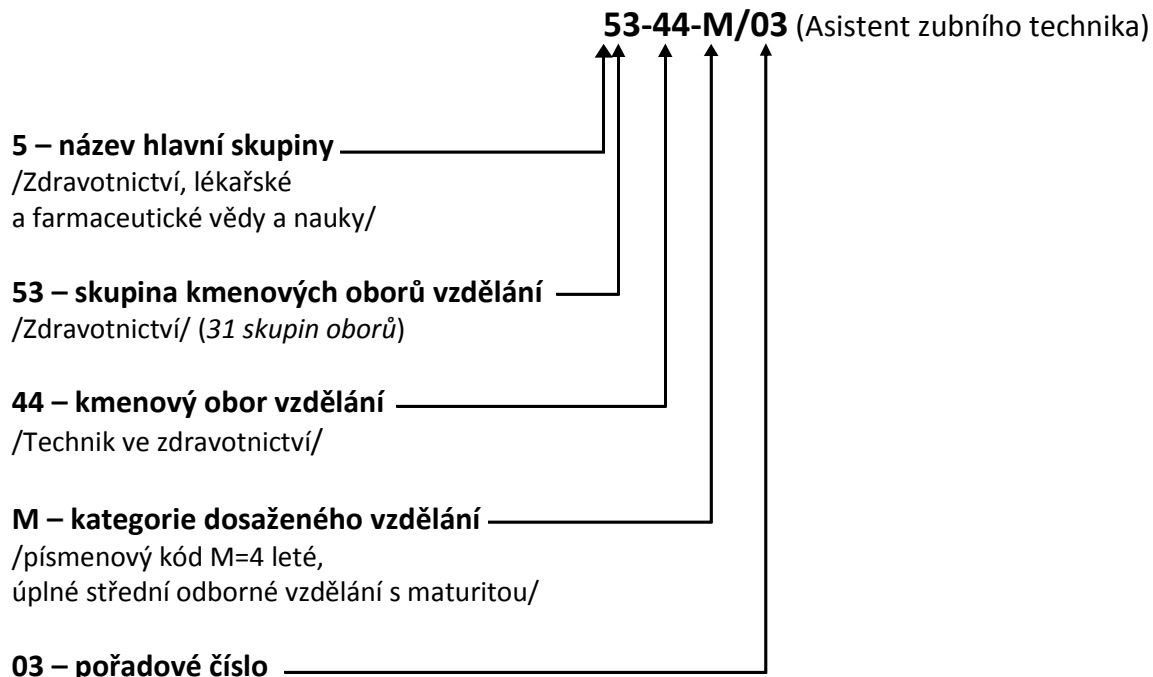 53-44-M/03 (Asistent zubního technika)
5 – název hlavní skupiny
/Zdravotnictví, lékařské
a farmaceutické vědy a nauky/
53 – skupina kmenových oborů vzdělání
/Zdravotnictví/ (31 skupin oborů)
44 – kmenový obor vzdělání
/Technik ve zdravotnictví/
M – kategorie dosaženého vzdělání
/písmenový kód M=4 leté,
úplné střední odborné vzdělání s maturitou/
03 – pořadové číslo